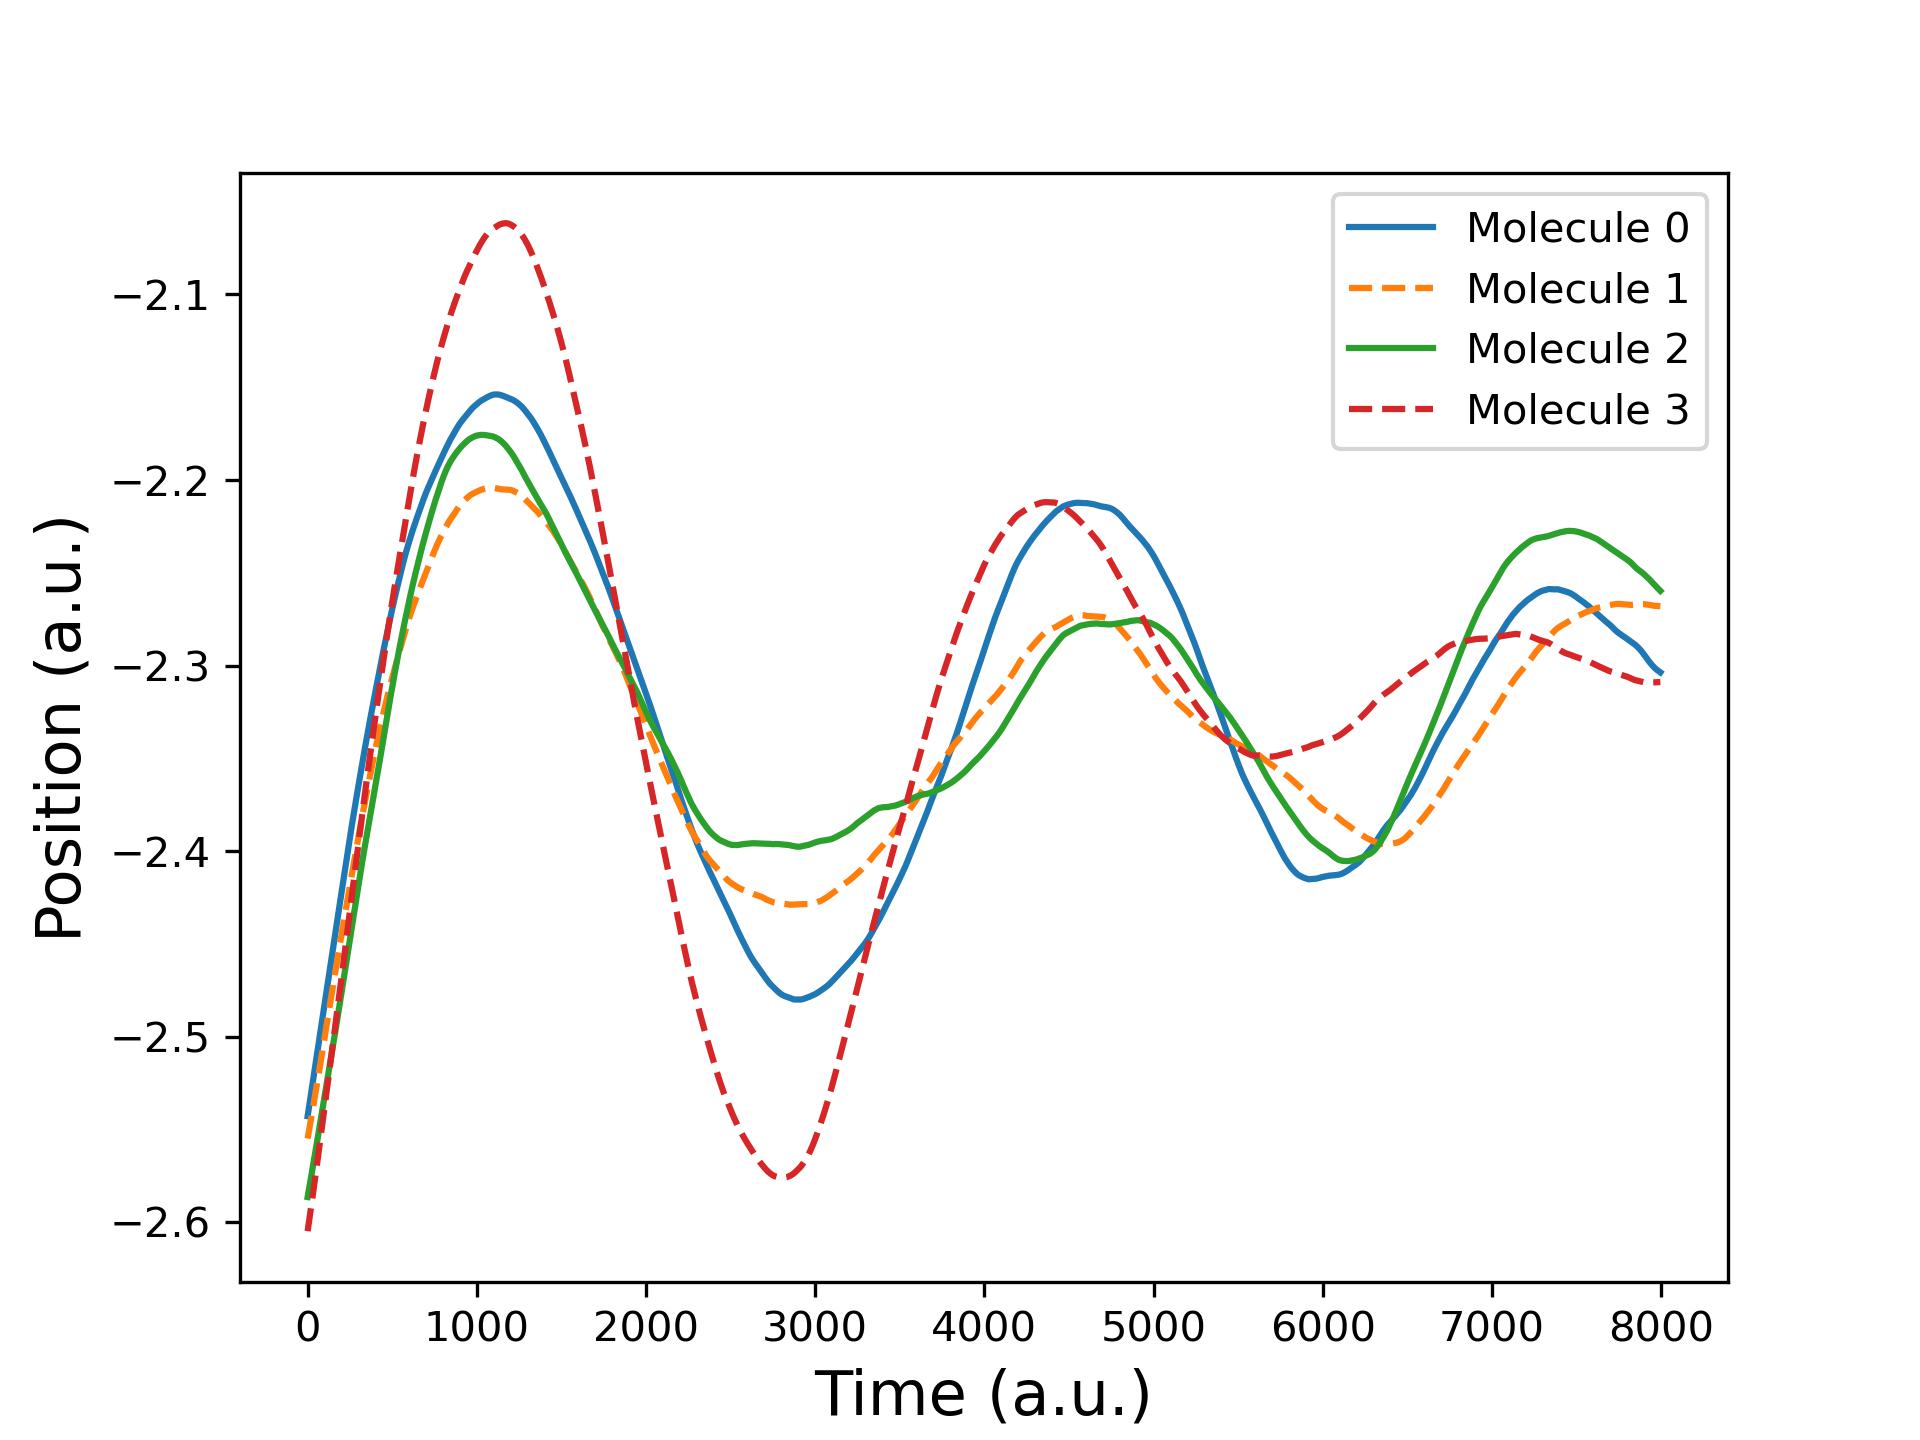 Molecule 0
Molecule 1
Molecule 2
Molecule 3
−2.1
−2.2
−2.3
−2.4
−2.5
−2.6
Position (a.u.)
0 1000 2000 3000 4000 5000 6000 7000 8000
Time (a.u.)